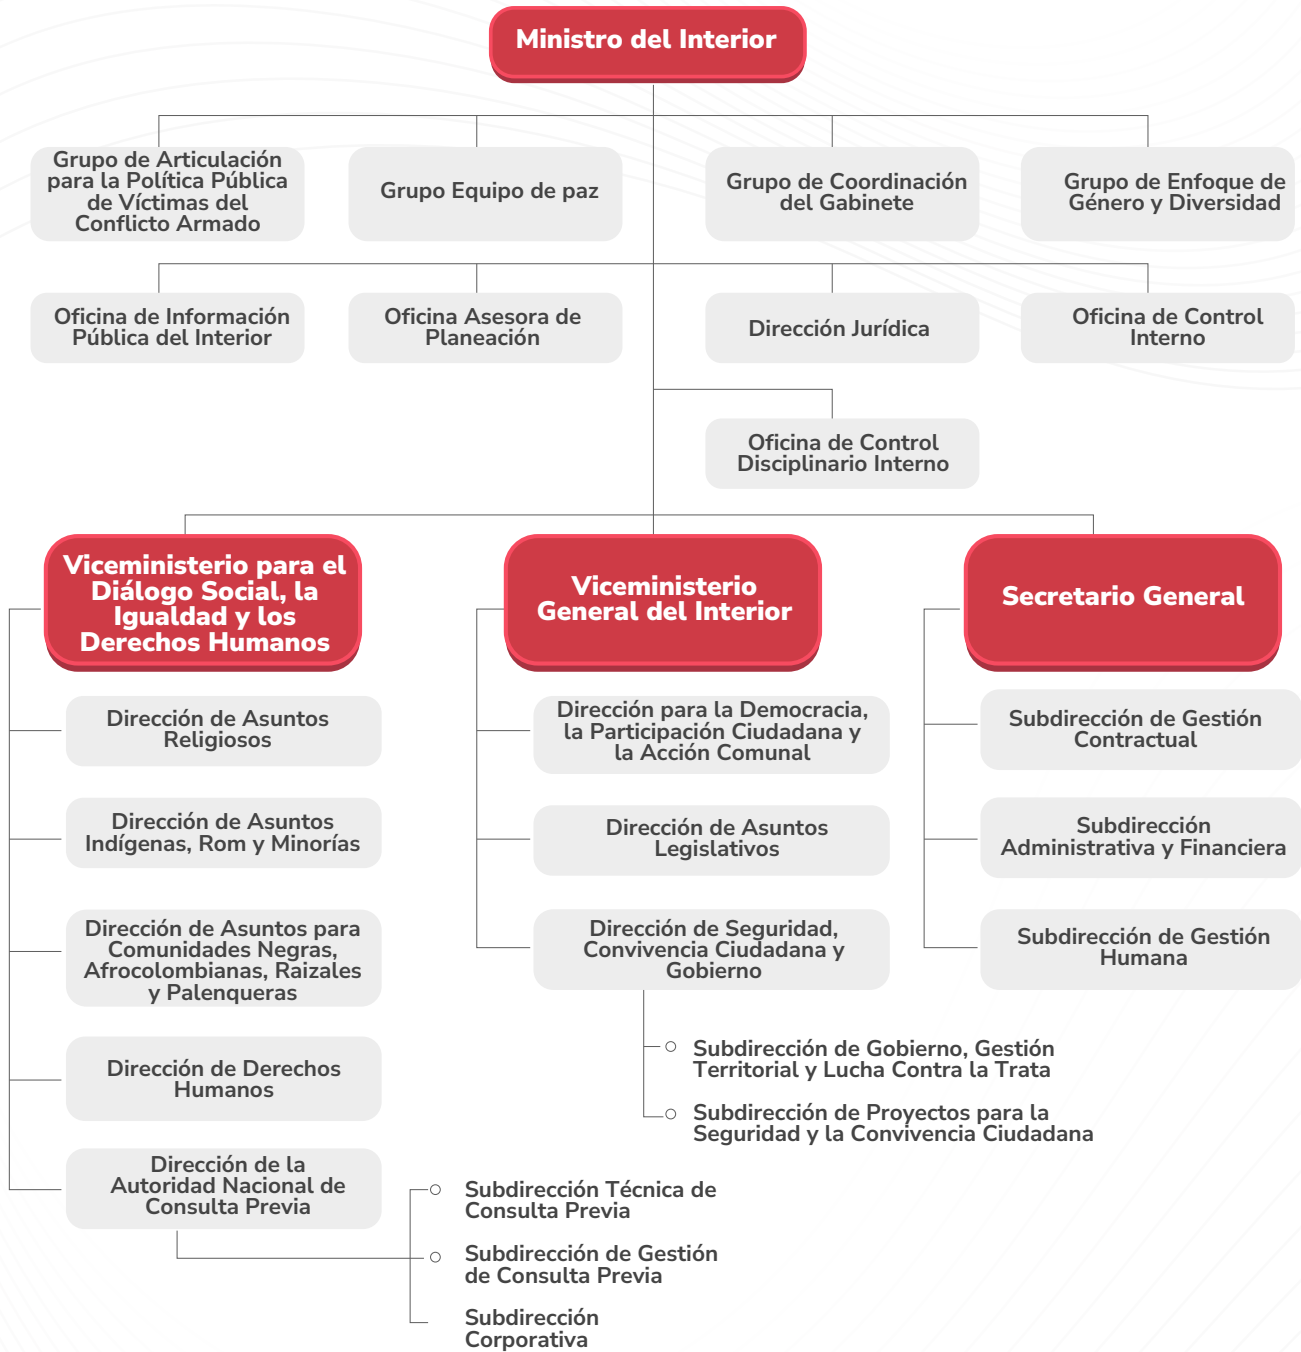 Ministro del Interior
Grupo de Articulación
para la Política Pública
de Víctimas del
Conflicto Armado
Grupo Equipo de paz
Grupo de Coordinación
del Gabinete
Grupo de Enfoque de
Género y Diversidad
Oficina de Información
Pública del Interior
Oficina Asesora de
Planeación
Dirección Jurídica
Oficina de Control
Interno
Oficina de Control
Disciplinario Interno
Viceministerio para el
Diálogo Social, la
Igualdad y los
Derechos Humanos
Dirección de Asuntos
Religiosos
Dirección de Asuntos
Indígenas, Rom y Minorías
Dirección de Asuntos para
Comunidades Negras,
Afrocolombianas, Raizales
y Palenqueras
Dirección de Derechos
Humanos
Dirección de la
Autoridad Nacional de
Consulta Previa
Subdirección Técnica de
Consulta Previa
Subdirección de Gestión
de Consulta Previa
Subdirección
Corporativa
Viceministerio
General del Interior
Dirección para la Democracia,
la Participación Ciudadana y
la Acción Comunal
Dirección de Asuntos
Legislativos
Dirección de Seguridad,
Convivencia Ciudadana y
Gobierno
Subdirección de Gobierno, Gestión
Territorial y Lucha Contra la Trata
Subdirección de Proyectos para la
Seguridad y la Convivencia Ciudadana
Secretario General
Subdirección de Gestión
Contractual
Subdirección
Administrativa y Financiera
Subdirección de Gestión
Humana